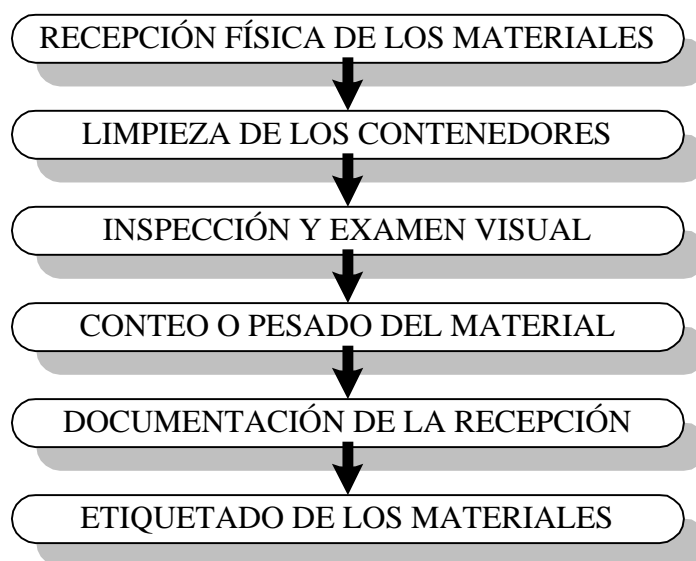 RECEPCIÓN FÍSICA DE LOS MATERIALES
LIMPIEZA DE LOS CONTENEDORES
INSPECCIÓN Y EXAMEN VISUAL
CONTEO O PESADO DEL MATERIAL
DOCUMENTACIÓN DE LA RECEPCIÓN
ETIQUETADO DE LOS MATERIALES